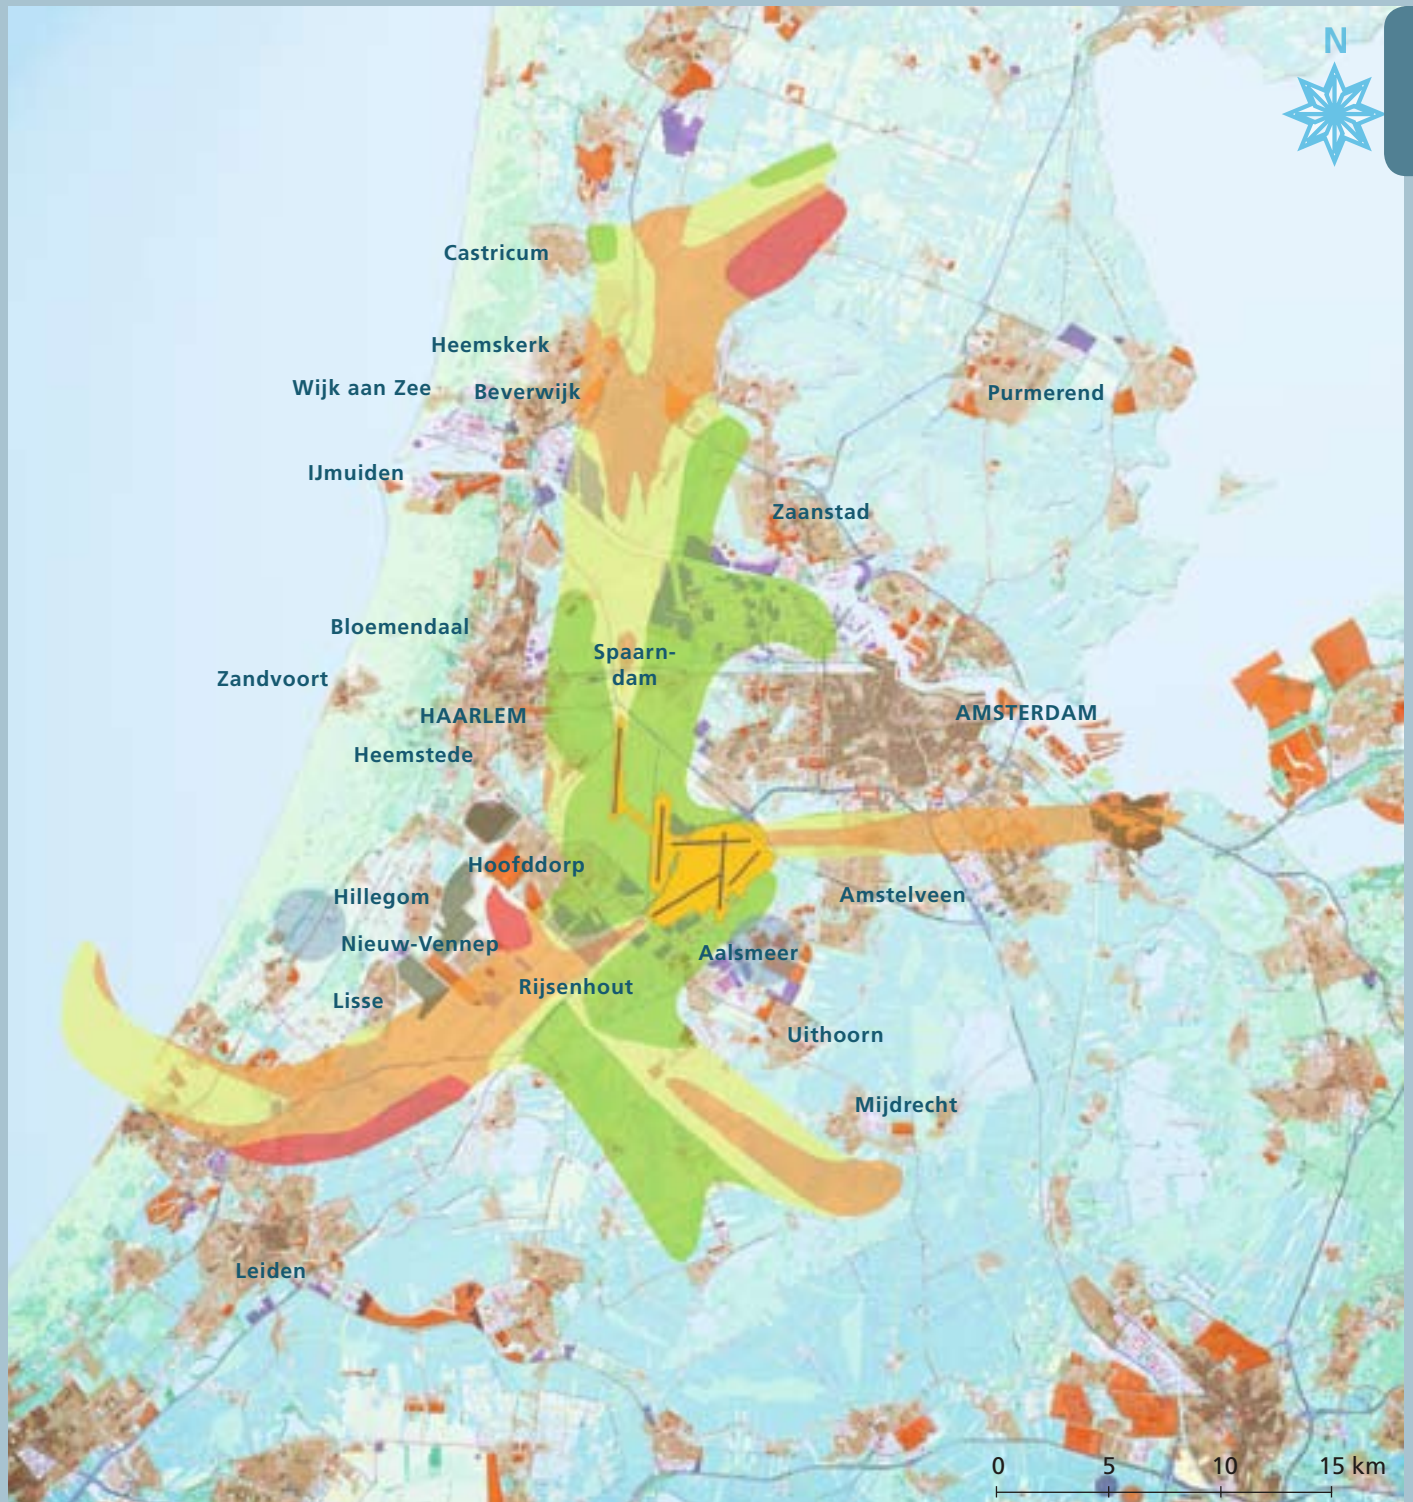 N
Castricum
Heemskerk
Wijk aan Zee
Beverwijk
Purmerend
IJmuiden
Zaanstad
Bloemendaal
Spaarn-
dam
Zandvoort
HAARLEM
AMSTERDAM
Heemstede
Hoofddorp
Hillegom
Amstelveen
Nieuw-Vennep
Aalsmeer
Lisse
Rijsenhout
Uithoorn
Mijdrecht
Leiden
0 5 10 15 km